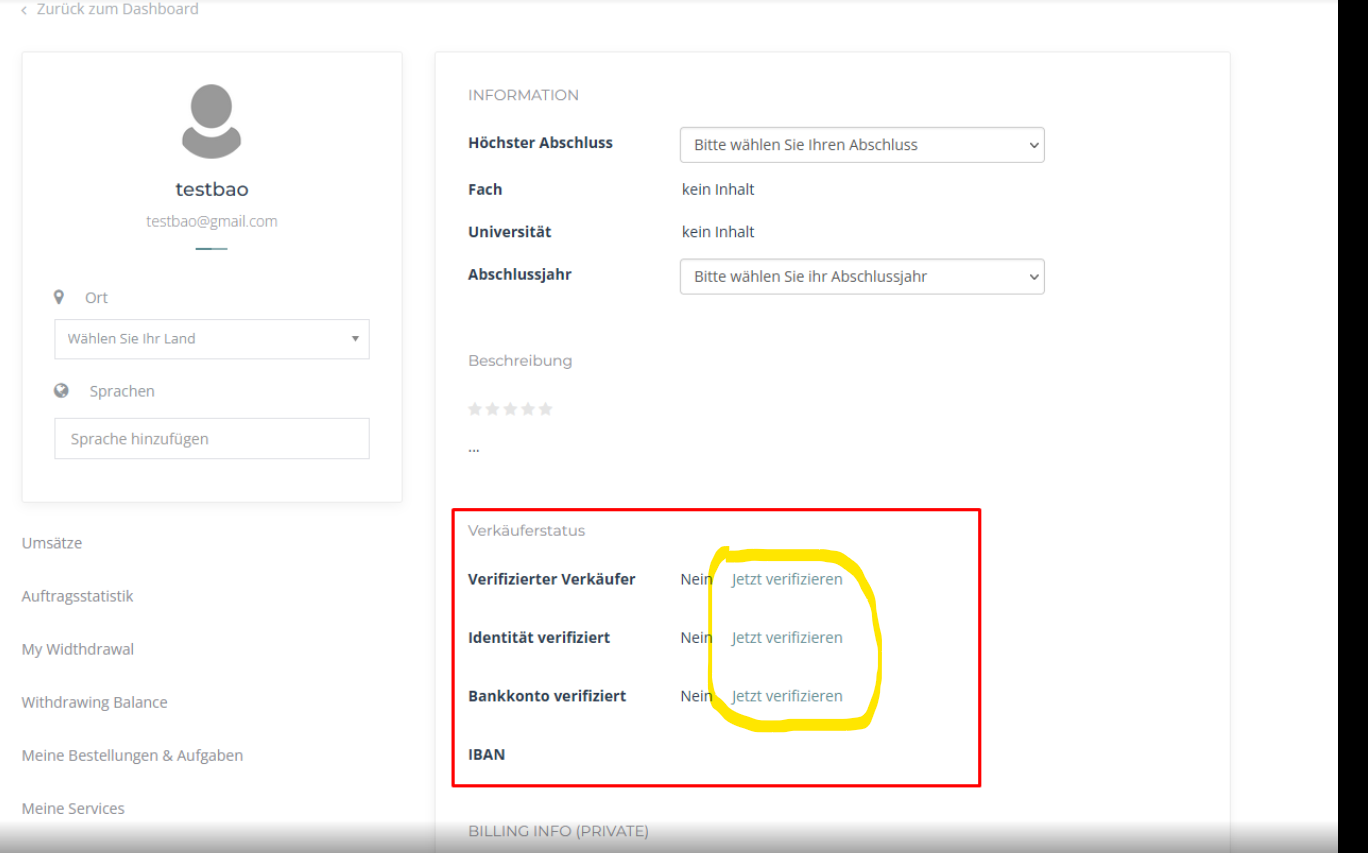 ‹ Zurück zum Dashboard
testbao
testbao@gmail.com
Ort
Wählen Sie Ihr Land
Sprachen
Sprache hinzufügen
Umsätze
Auftragsstatistik
My Widthdrawal
Withdrawing Balance
Meine Bestellungen & Aufgaben
Meine Services
INFORMATION
Höchster Abschluss Bitte wählen Sie Ihren Abschluss
Fach kein Inhalt
Universität kein Inhalt
Abschlussjahr Bitte wählen Sie ihr Abschlussjahr
Beschreibung
...
Verkäuferstatus
Verifizierter Verkäufer Nein Jetzt verifizieren
Identität verifiziert Nein Jetzt verifizieren
Bankkonto verifiziert Nein Jetzt verifizieren
IBAN
BILLING INFO (PRIVATE)